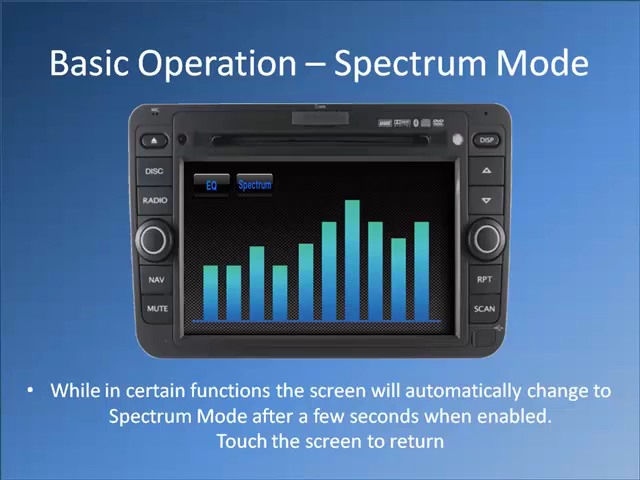 Basic Operation – Spectrum Mode
DISP
DISC
RADIO
EQ
Spectrum
NAV
RPT
MUTE
SCAN
• While in certain functions the screen will automatically change to
Spectrum Mode after a few seconds when enabled.
Touch the screen to return